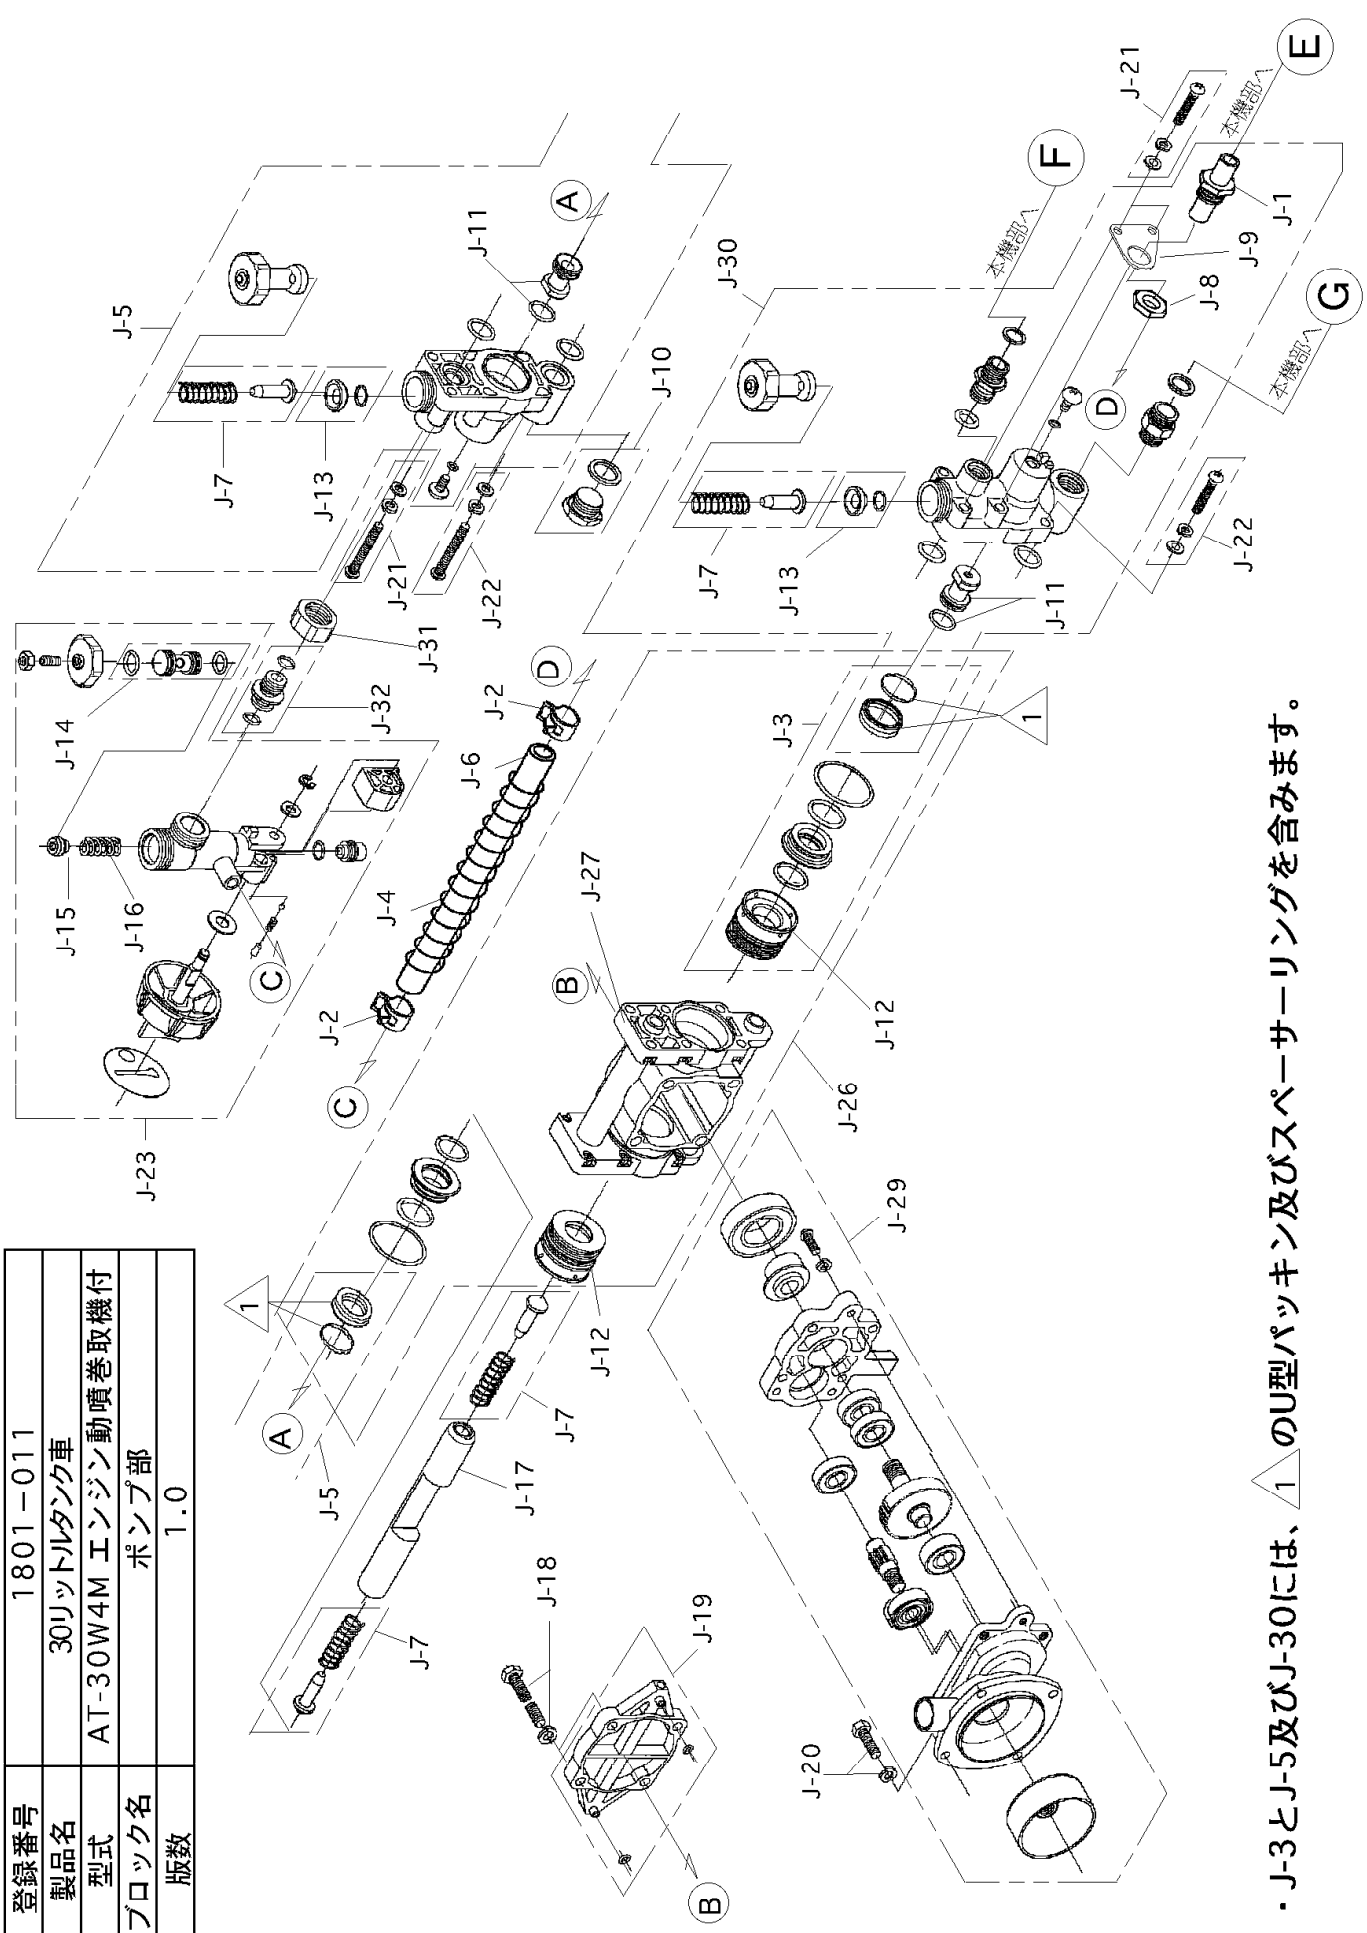 登録番号 1801-011
製品名 30リットルタンク車
型式 AT-30W4M エンジン動噴巻取機付
ブロック名 ポンプ部
版数 1.0
J-23
J-15
J-16
J-14
J-32
J-31
C
J-5
J-7
J-13
J-21
J-22
J-11
A
J-10
C
J-2
J-4
J-6
J-2
D
1
A
J-5
J-7
J-17
J-7
J-12
B
J-27
J-26
J-12
J-3
1
J-30
J-7
J-13
J-11
本機部へ
F
J-21
本機部へ
E
J-1
J-9
J-8
D
本機部へ
G
J-22
J-18
J-19
B
J-20
J-29
・J-3とJ-5及びJ-30には、1のU型パッキン及びスペーサーリングを含みます。